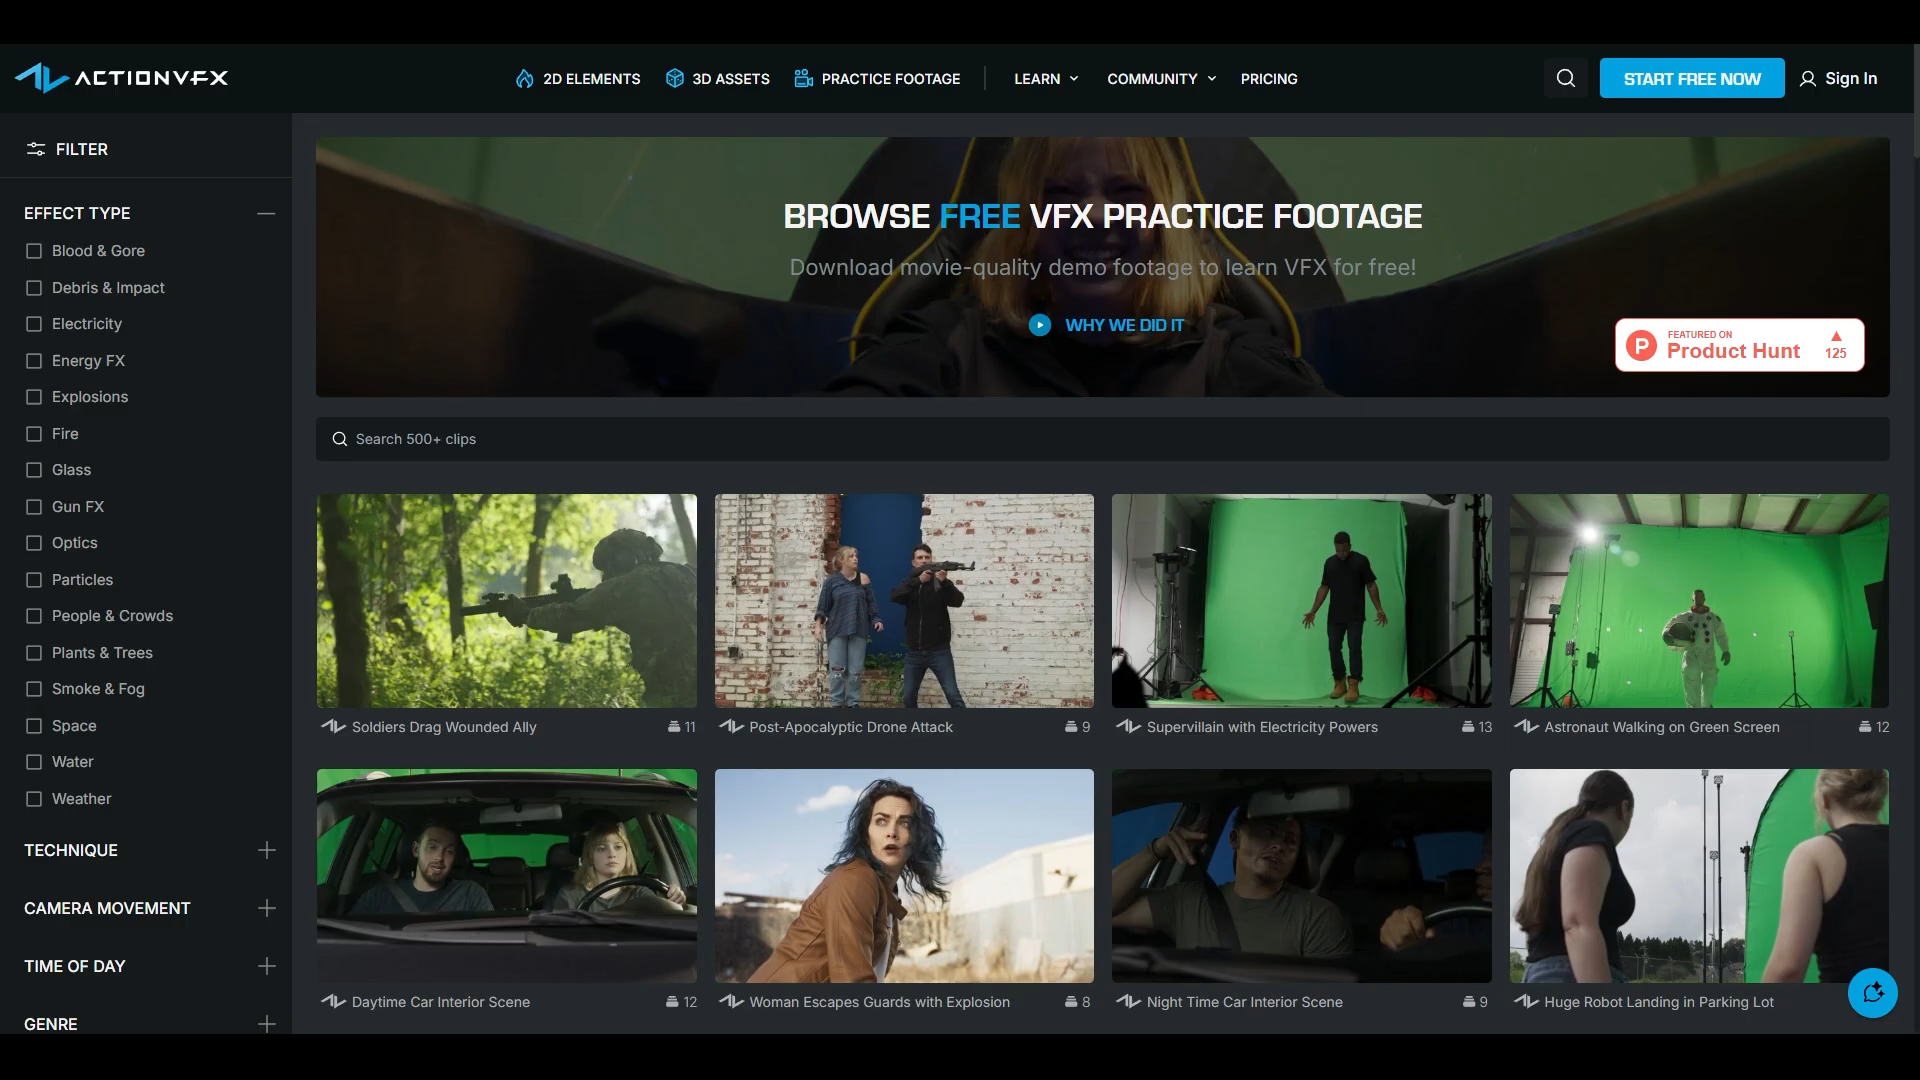 ACTIONVFX
2D ELEMENTS
3D ASSETS
PRACTICE FOOTAGE
LEARN
COMMUNITY
PRICING
START FREE NOW
Sign In
FILTER
EFFECT TYPE
Blood & Gore
Debris & Impact
Electricity
Energy FX
Explosions
Fire
Glass
Gun FX
Optics
Particles
People & Crowds
Plants & Trees
Smoke & Fog
Space
Water
Weather
TECHNIQUE
CAMERA MOVEMENT
TIME OF DAY
GENRE
BROWSE FREE VFX PRACTICE FOOTAGE
Download movie-quality demo footage to learn VFX for free!
WHY WE DID IT
P
FEATURED ON
Product Hunt
125
Search 500+ clips
Soldiers Drag Wounded Ally 11
Post-Apocalyptic Drone Attack 9
Supervillain with Electricity Powers 13
Astronaut Walking on Green Screen 12
Daytime Car Interior Scene 12
Woman Escapes Guards with Explosion 8
Night Time Car Interior Scene 9
Huge Robot Landing in Parking Lot